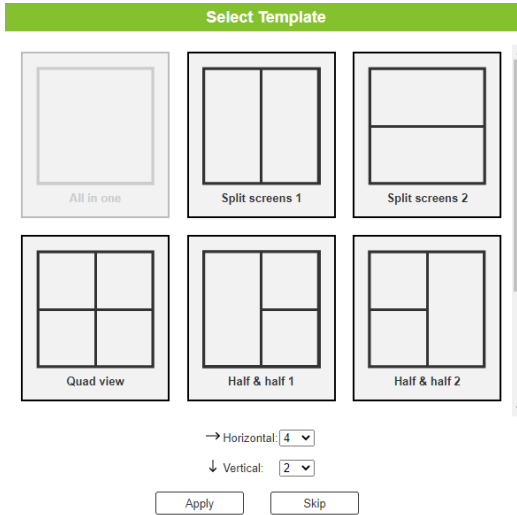 Select Template
All in one
Split screens 1
Split screens 2
Quad view
Half & half 1
Half & half 2
→ Horizontal: 4
↓ Vertical: 2
Apply
Skip